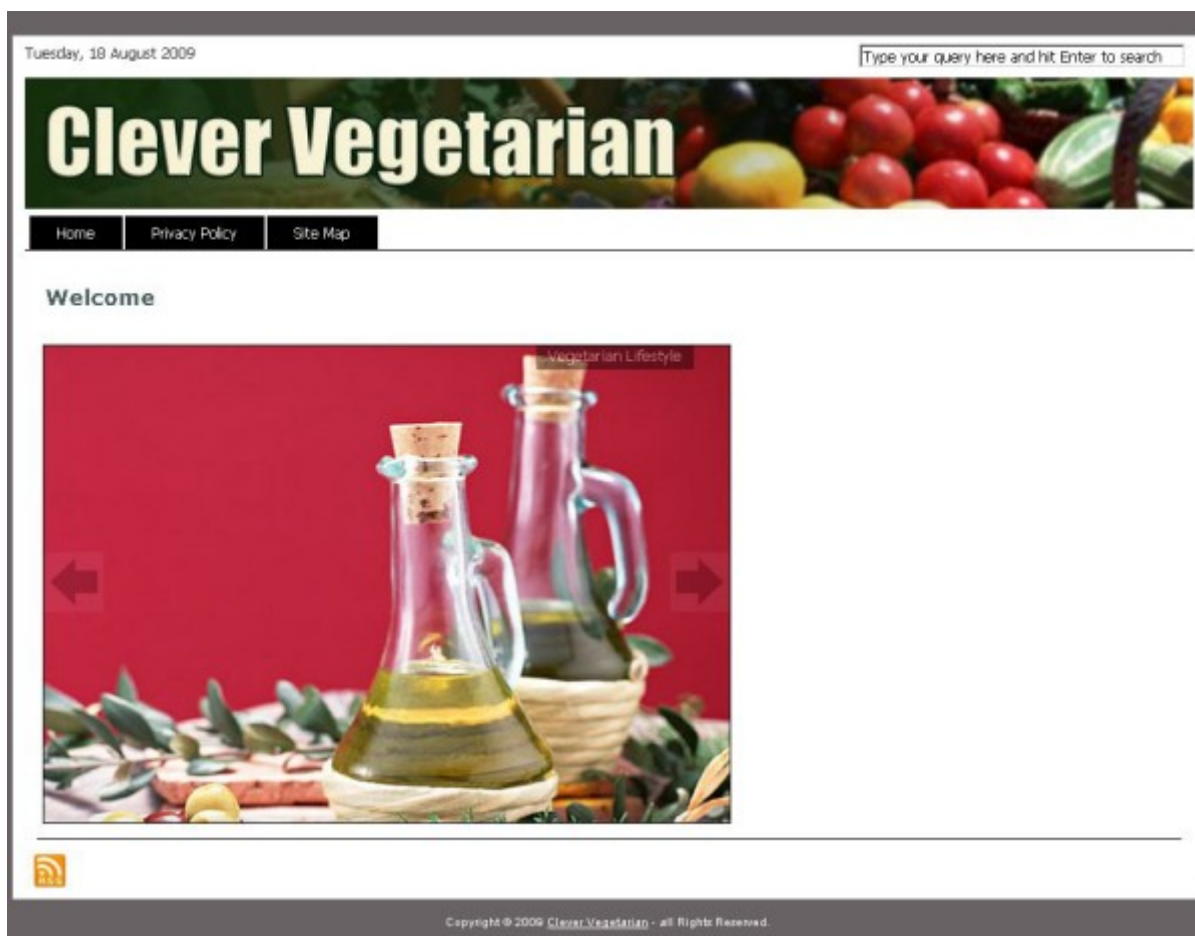 Tuesday, 18 August 2009
Type your query here and hit Enter to search
Clever Vegetarian
Home
Privacy Policy
Site Map
Welcome
Vegetarian Lifestyle
RSS
Copyright © 2009 Clever Vegetarian - all Rights Reserved.